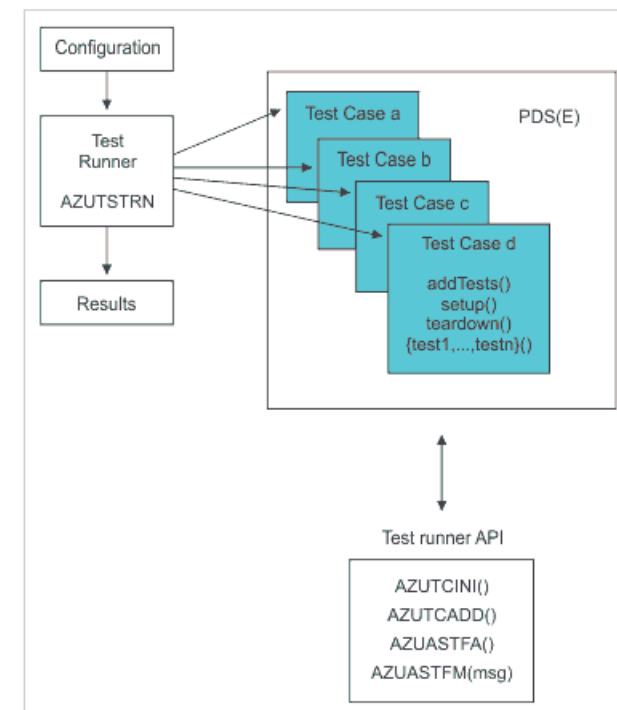 Configuration
Test
Runner
AZUTSTRN
Results
PDS(E)
Test Case a
Test Case b
Test Case c
Test Case d
addTests()
setup()
teardown()
{test1,...,testn}()
Test runner API
AZUTCINI()
AZUTCADD()
AZUASTFA()
AZUASTFM(msg)